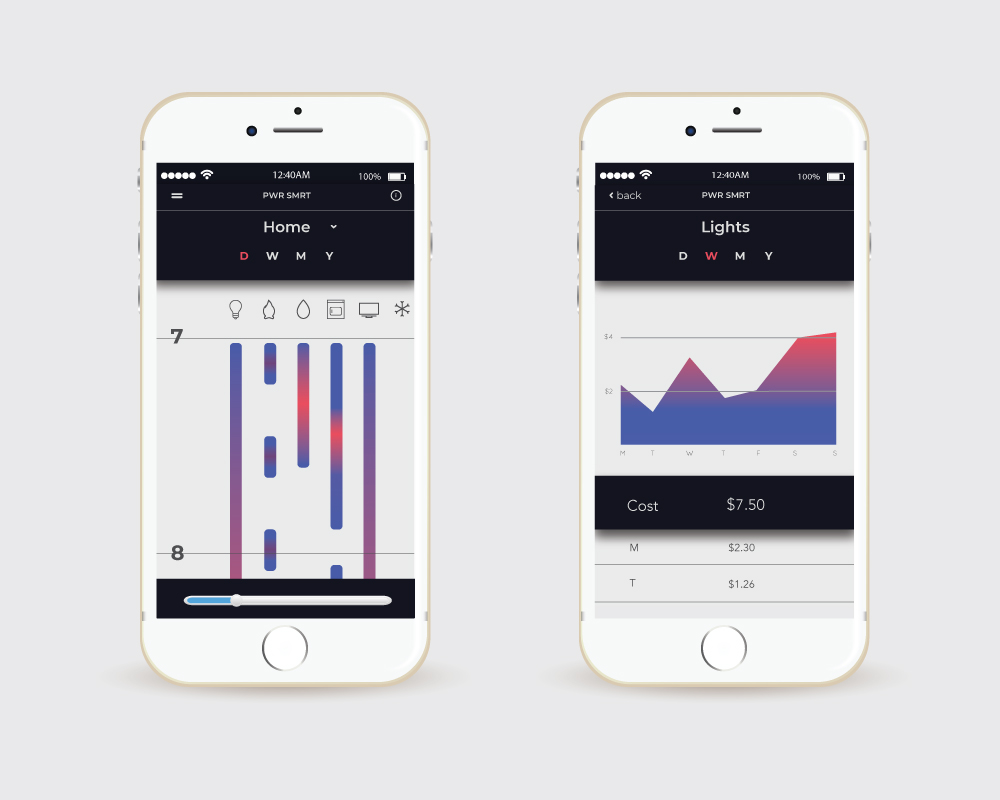 12:40AM 100%
PWR SMRT
Home
D W M Y
7
8
12:40AM 100%
back PWR SMRT
Lights
D W M Y
$4
$2
M T W T F S S
Cost $7.50
M $2.30
T $1.26